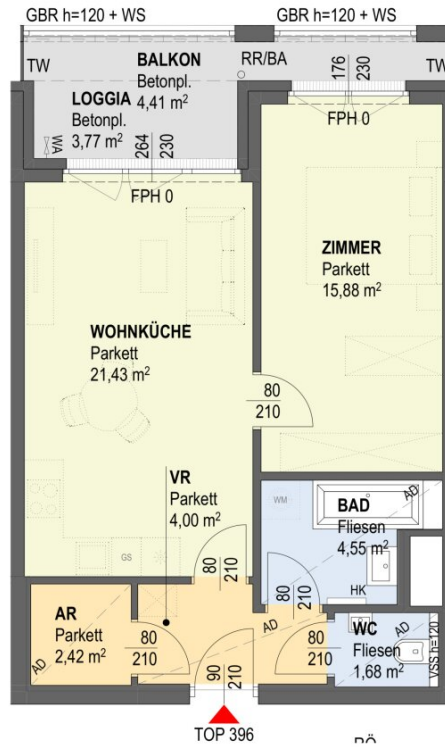 GBR h=120 + WS
GBR h=120 + WS
TW
BALKON
Betonpl.
4,41 m²
RR/BA
176
230
TW
LOGGIA
Betonpl.
3,77 m²
WA
264
230
FPH 0
FPH 0
ZIMMER
Parkett
15,88 m²
WOHNKÜCHE
Parkett
21,43 m²
80
210
VR
Parkett
4,00 m²
WM
BAD
Fliesen
4,55 m²
AD
GS
HK
80
210
80
210
AR
Parkett
2,42 m²
AD
80
210
AD
80
210
WC
Fliesen
1,68 m²
AD
VSS h=120
90
210
TOP 396